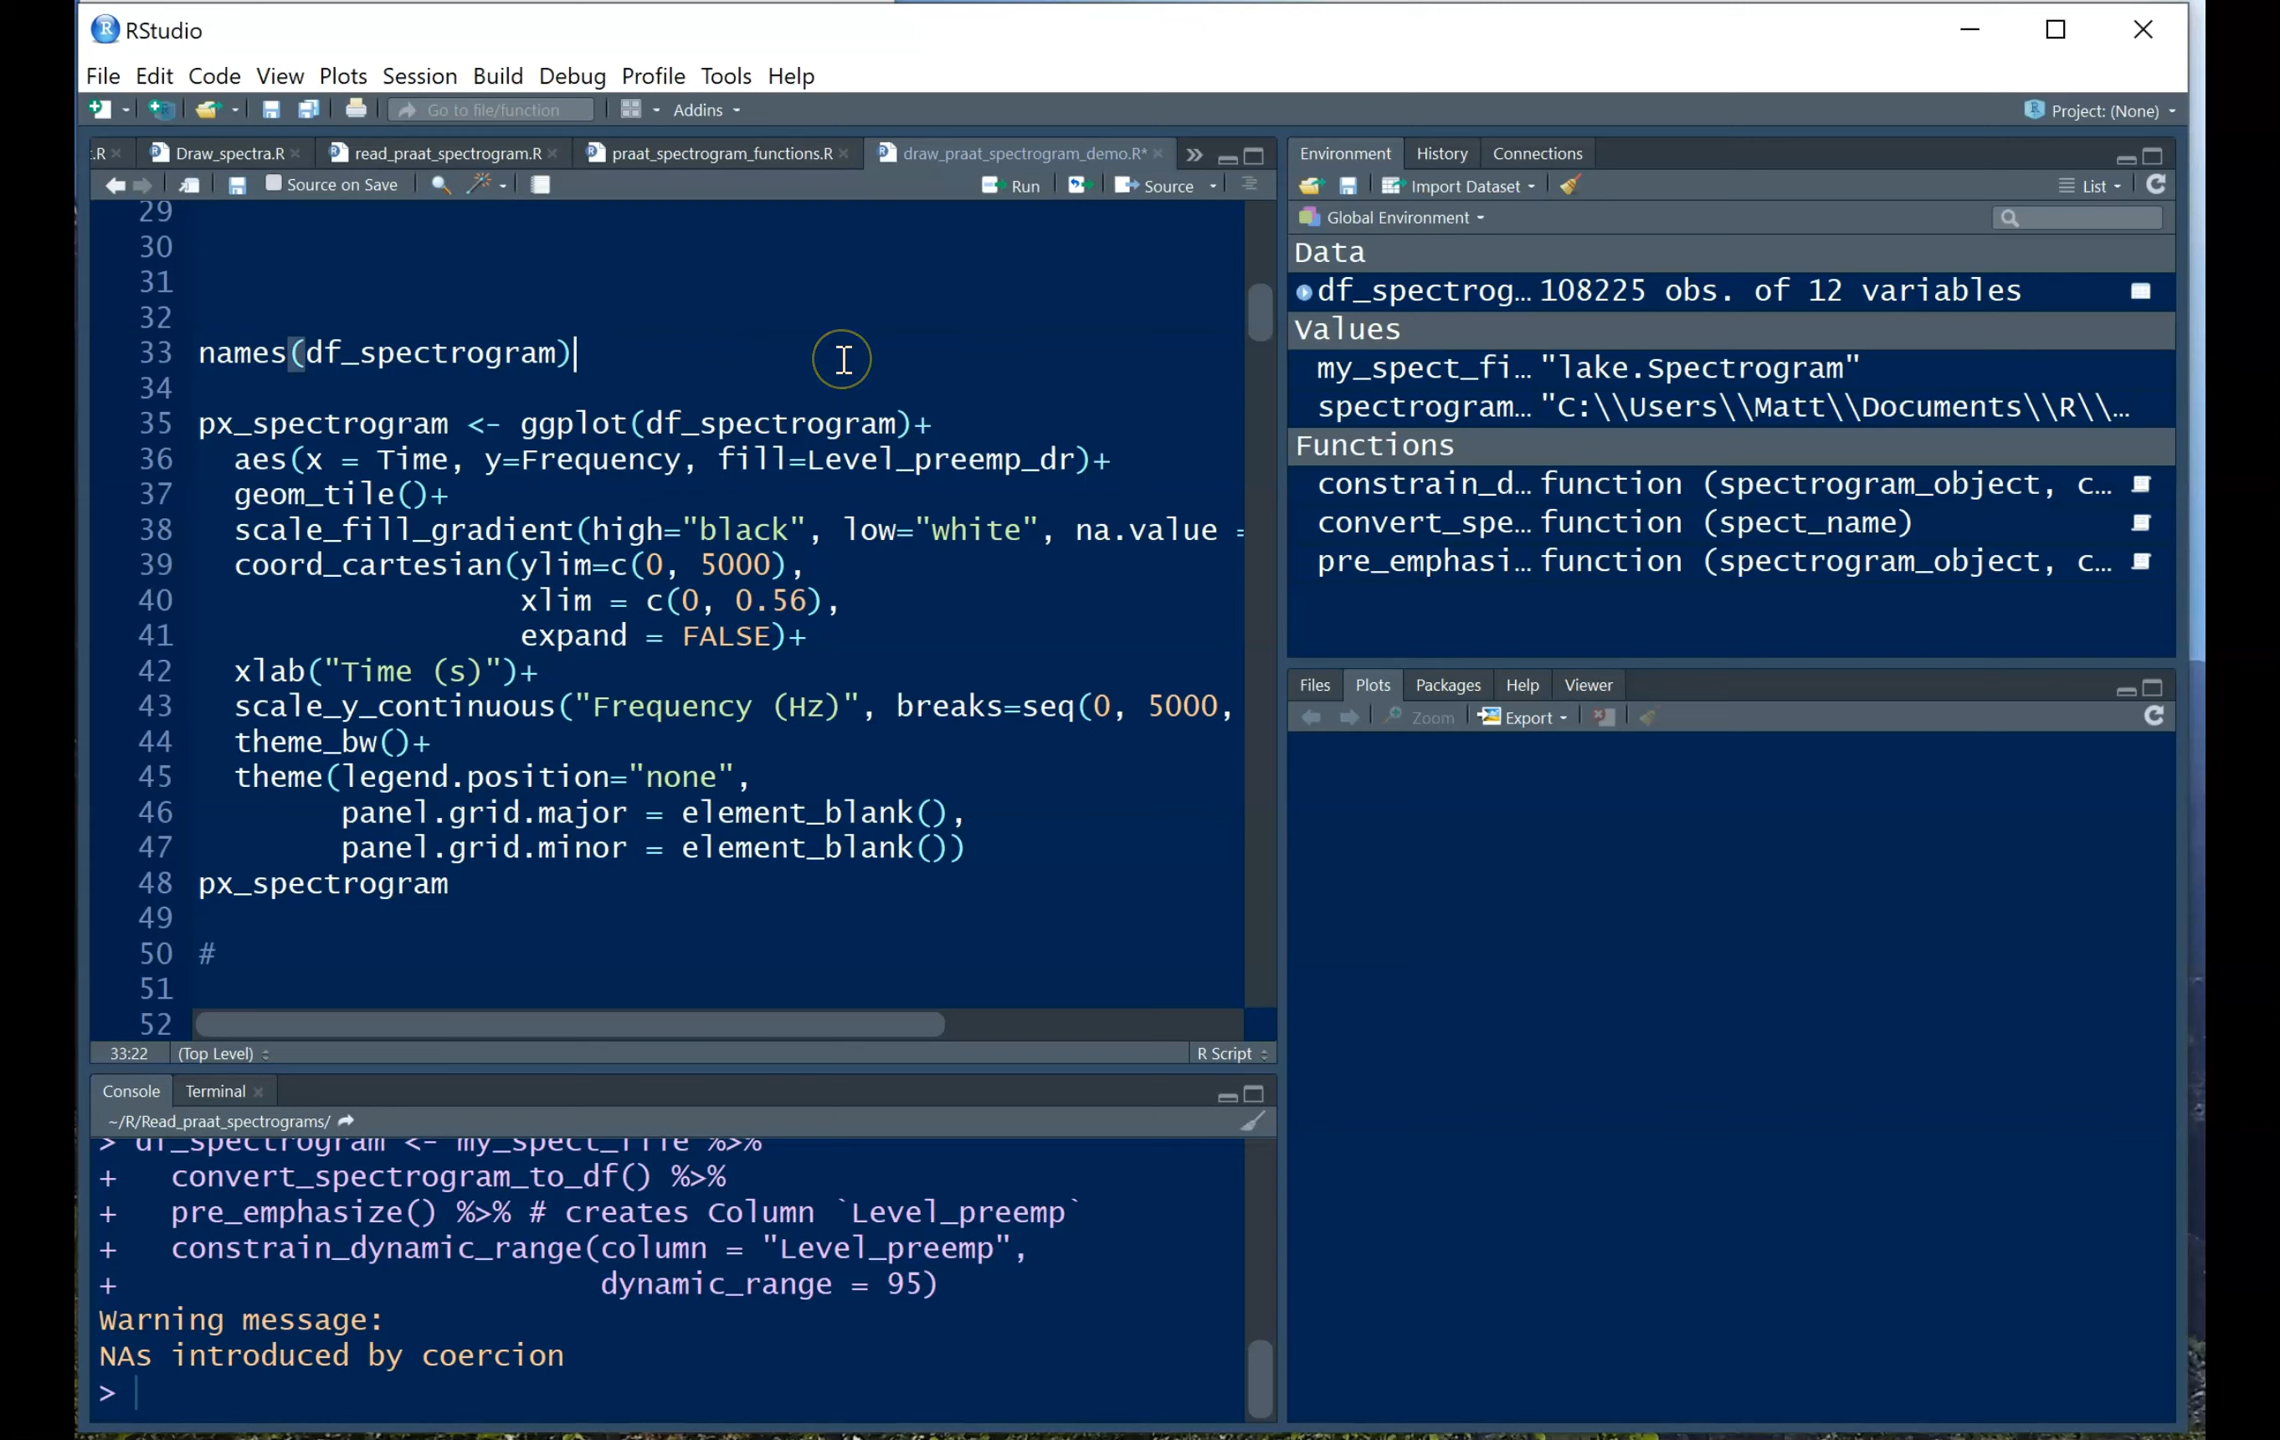 RStudio
File Edit Code View Plots Session Build Debug Profile Tools Help
Go to file/function Addins Project: (None)
.R Draw_spectra.R read_praat_spectrogram.R praat_spectrogram_functions.R draw_praat_spectrogram_demo.R*
Source on Save Run Source
29
30
31
32
33 names(df_spectrogram)
34
35 px_spectrogram <- ggplot(df_spectrogram)+
36 aes(x = Time, y=Frequency, fill=Level_preemp_dr)+
37 geom_tile()+
38 scale_fill_gradient(high="black", low="white", na.value =
39 coord_cartesian(ylim=c(0, 5000),
40 xlim = c(0, 0.56),
41 expand = FALSE)+
42 xlab("Time (s)")+
43 scale_y_continuous("Frequency (Hz)", breaks=seq(0, 5000,
44 theme_bw()+
45 theme(legend.position="none",
46 panel.grid.major = element_blank(),
47 panel.grid.minor = element_blank())
48 px_spectrogram
49
50 #
51
52
33:22 (Top Level) R Script
Console Terminal
~/R/Read_praat_spectrograms/
> df_spectrogram <- my_spect_file %>%
+ convert_spectrogram_to_df() %>%
+ pre_emphasize() %>% # creates Column `Level_preemp`
+ constrain_dynamic_range(column = "Level_preemp",
+ dynamic_range = 95)
Warning message:
NAs introduced by coercion
>
Environment History Connections
Import Dataset List
Global Environment
Data
df_spectrog… 108225 obs. of 12 variables
Values
my_spect_fi… "lake.Spectrogram"
spectrogram… "C:\\Users\\Matt\\Documents\\R\\…
Functions
constrain_d… function (spectrogram_object, c…
convert_spe… function (spect_name)
pre_emphasi… function (spectrogram_object, c…
Files Plots Packages Help Viewer
Zoom Export